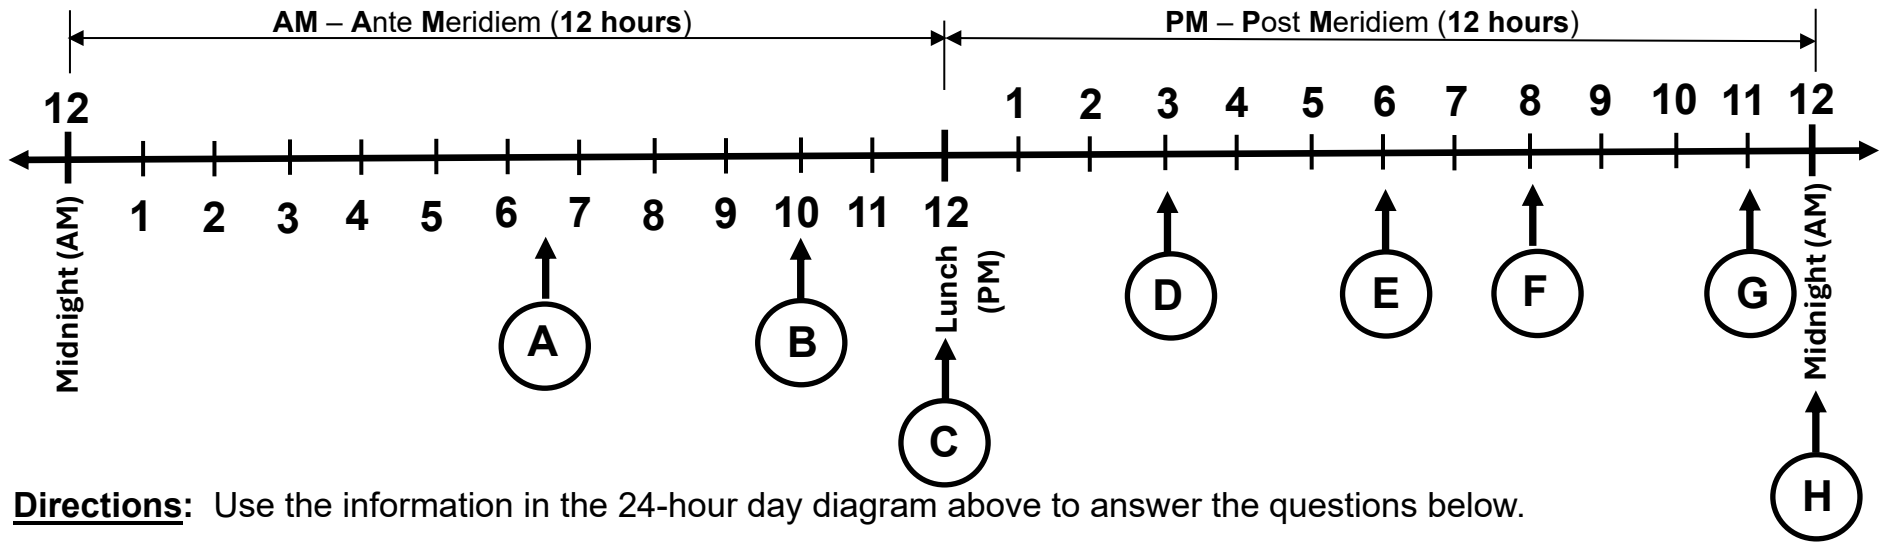 AM – Ante Meridiem (12 hours) PM – Post Meridiem (12 hours)
12 1 2 3 4 5 6 7 8 9 10 11 12
1 2 3 4 5 6 7 8 9 10 11 12
Midnight (AM)
Lunch
(PM)
Midnight (AM)
A B C D E F G H
Directions: Use the information in the 24-hour day diagram above to answer the questions below.